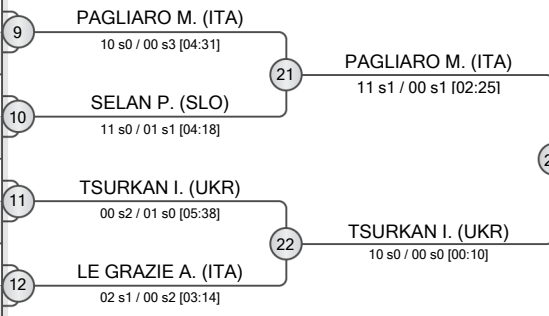 9
PAGLIARO M. (ITA)
10 s0 / 00 s3 [04:31]
21
PAGLIARO M. (ITA)
11 s1 / 00 s1 [02:25]
10
SELAN P. (SLO)
11 s0 / 01 s1 [04:18]
11
TSURKAN I. (UKR)
00 s2 / 01 s0 [05:38]
22
TSURKAN I. (UKR)
10 s0 / 00 s0 [00:10]
12
LE GRAZIE A. (ITA)
02 s1 / 00 s2 [03:14]